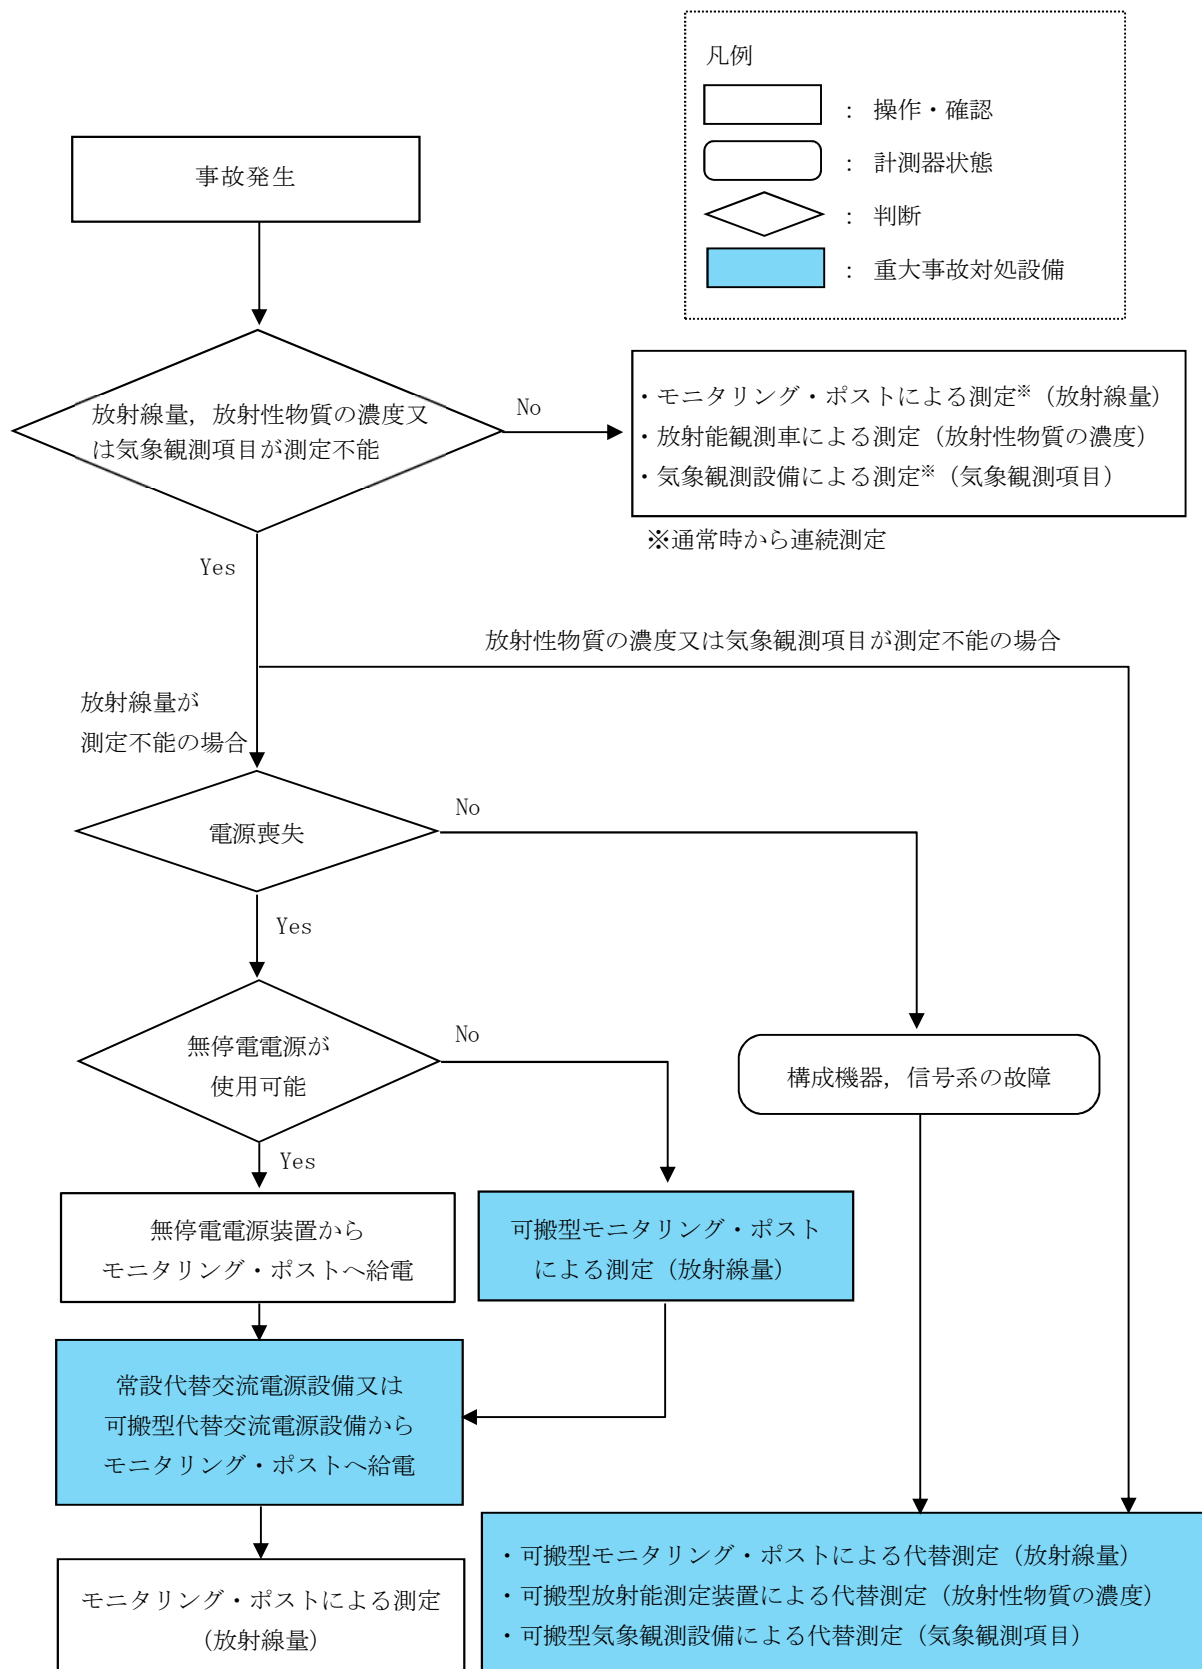 凡例
: 操作・確認
: 計測器状態
: 判断
: 重大事故対処設備
事故発生
放射線量，放射性物質の濃度又
は気象観測項目が測定不能
No
・モニタリング・ポストによる測定※（放射線量）
・放射能観測車による測定（放射性物質の濃度）
・気象観測設備による測定※（気象観測項目）
※通常時から連続測定
Yes
放射性物質の濃度又は気象観測項目が測定不能の場合
放射線量が
測定不能の場合
電源喪失
No
Yes
無停電電源が
使用可能
No
構成機器，信号系の故障
Yes
無停電電源装置から
モニタリング・ポストへ給電
可搬型モニタリング・ポスト
による測定（放射線量）
常設代替交流電源設備又は
可搬型代替交流電源設備から
モニタリング・ポストへ給電
モニタリング・ポストによる測定
（放射線量）
・可搬型モニタリング・ポストによる代替測定（放射線量）
・可搬型放射能測定装置による代替測定（放射性物質の濃度）
・可搬型気象観測設備による代替測定（気象観測項目）